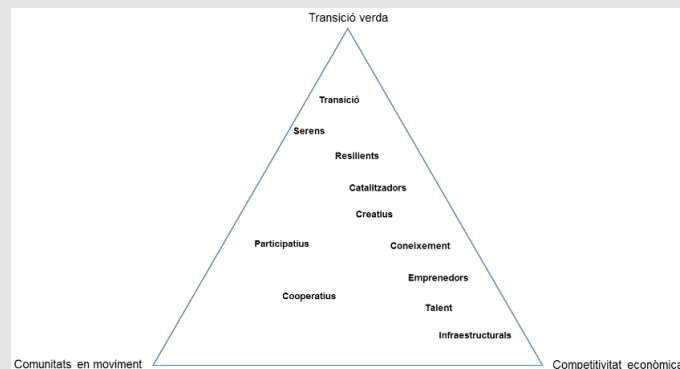 Transició verda
Transició
Serens
Resilients
Catalitzadors
Creatius
Participatius
Coneixement
Emprenedors
Cooperatius
Talent
Infraestructurals
Comunitats en moviment
Competitivitat econòmica